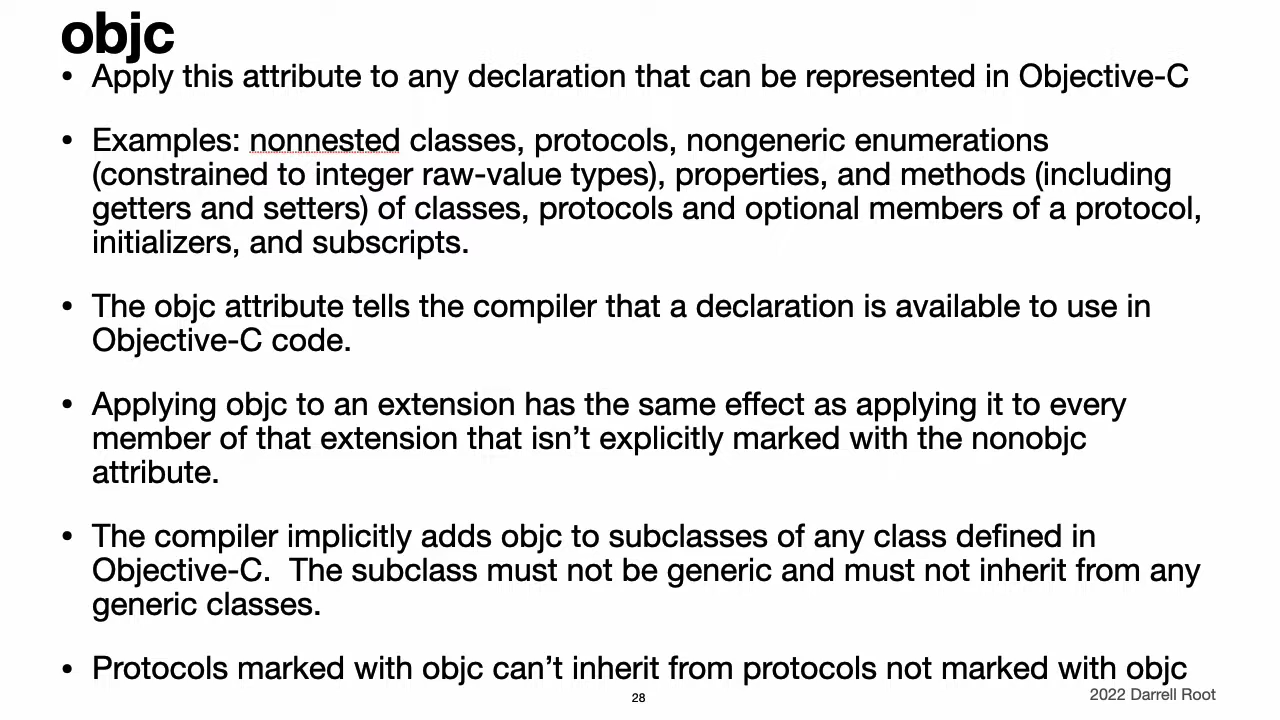 objc
• Apply this attribute to any declaration that can be represented in Objective-C
• Examples: nonnested classes, protocols, nongeneric enumerations
(constrained to integer raw-value types), properties, and methods (including
getters and setters) of classes, protocols and optional members of a protocol,
initializers, and subscripts.
• The objc attribute tells the compiler that a declaration is available to use in
Objective-C code.
• Applying objc to an extension has the same effect as applying it to every
member of that extension that isn’t explicitly marked with the nonobjc
attribute.
• The compiler implicitly adds objc to subclasses of any class defined in
Objective-C.  The subclass must not be generic and must not inherit from any
generic classes.
• Protocols marked with objc can’t inherit from protocols not marked with objc
28
2022 Darrell Root